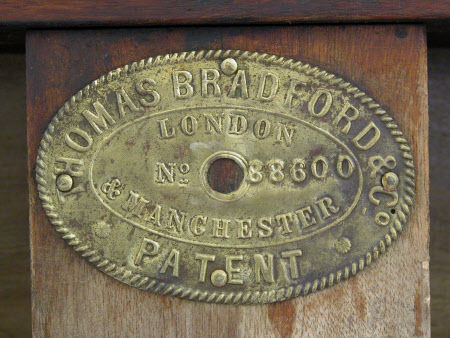 THOMAS BRADFORD & Co
LONDON
No 88600
& MANCHESTER
PATENT